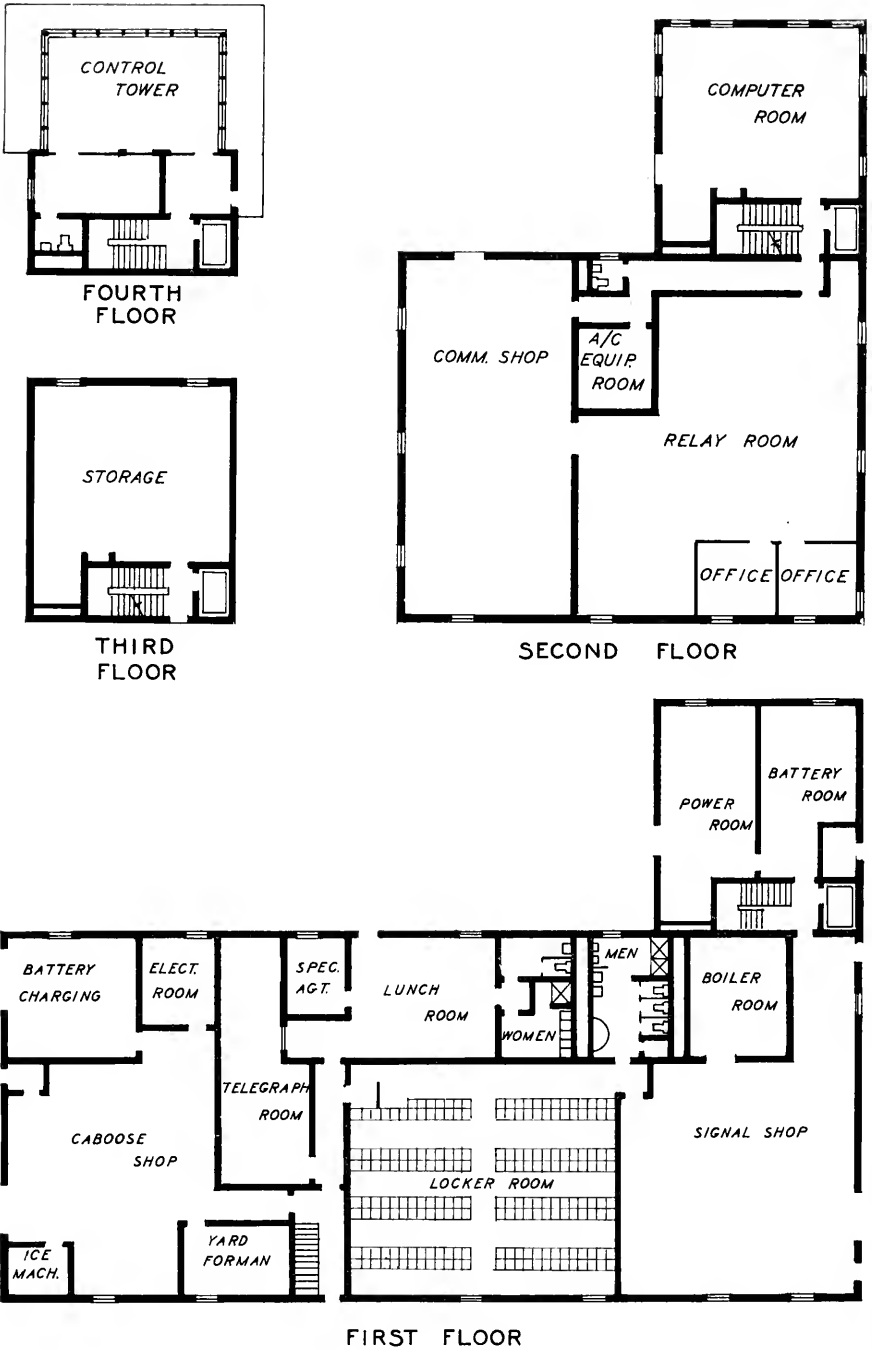 CONTROL
TOWER
FOURTH
FLOOR
COMPUTER
ROOM
COMM. SHOP
A/C
EQUIP.
ROOM
RELAY ROOM
OFFICE
OFFICE
SECOND FLOOR
STORAGE
THIRD
FLOOR
POWER
ROOM
BATTERY
ROOM
BATTERY
CHARGING
ELECT.
ROOM
SPEC.
AGT.
LUNCH
ROOM
WOMEN
MEN
BOILER
ROOM
TELEGRAPH
ROOM
CABOOSE
SHOP
LOCKER ROOM
SIGNAL SHOP
ICE
MACH.
YARD
FORMAN
FIRST FLOOR